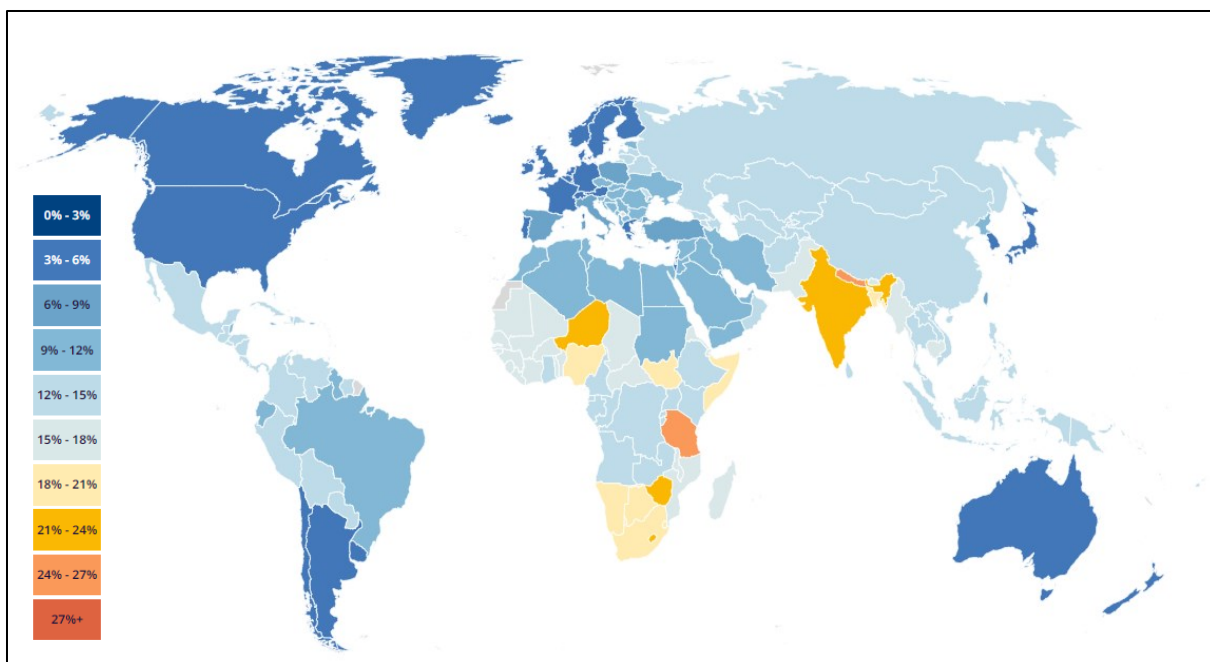 0% - 3%
3% - 6%
6% - 9%
9% - 12%
12% - 15%
15% - 18%
18% - 21%
21% - 24%
24% - 27%
27%+